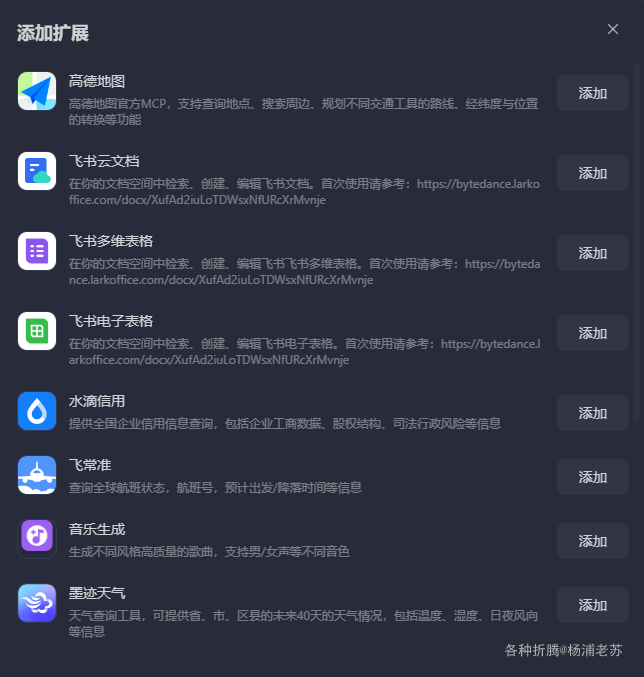 添加扩展
高德地图
高德地图官方MCP，支持查询地点、搜索周边、规划不同交通工具的路线、经纬度与位置
的转换等功能
添加
飞书云文档
在你的文档空间中检索、创建、编辑飞书文档。首次使用请参考：https://bytedance.larko
ffice.com/docx/XufAd2iuLoTDWsxNfURcXrMvnje
添加
飞书多维表格
在你的文档空间中检索、创建、编辑飞书飞书多维表格。首次使用请参考：https://byteda
nce.larkoffice.com/docx/XufAd2iuLoTDWsxNfURcXrMvnje
添加
飞书电子表格
在你的文档空间中检索、创建、编辑飞书电子表格。首次使用请参考：https://bytedance.l
arkoffice.com/docx/XufAd2iuLoTDWsxNfURcXrMvnje
添加
水滴信用
提供全国企业信用信息查询，包括企业工商数据、股权结构、司法行政风险等信息
添加
飞常准
查询全球航班状态，航班号，预计出发/降落时间等信息
添加
音乐生成
生成不同风格高质量的歌曲，支持男/女声等不同音色
添加
墨迹天气
天气查询工具，可提供省、市、区县的未来40天的天气情况，包括温度、湿度、日夜风向
等信息
添加
各种折腾@杨浦老苏